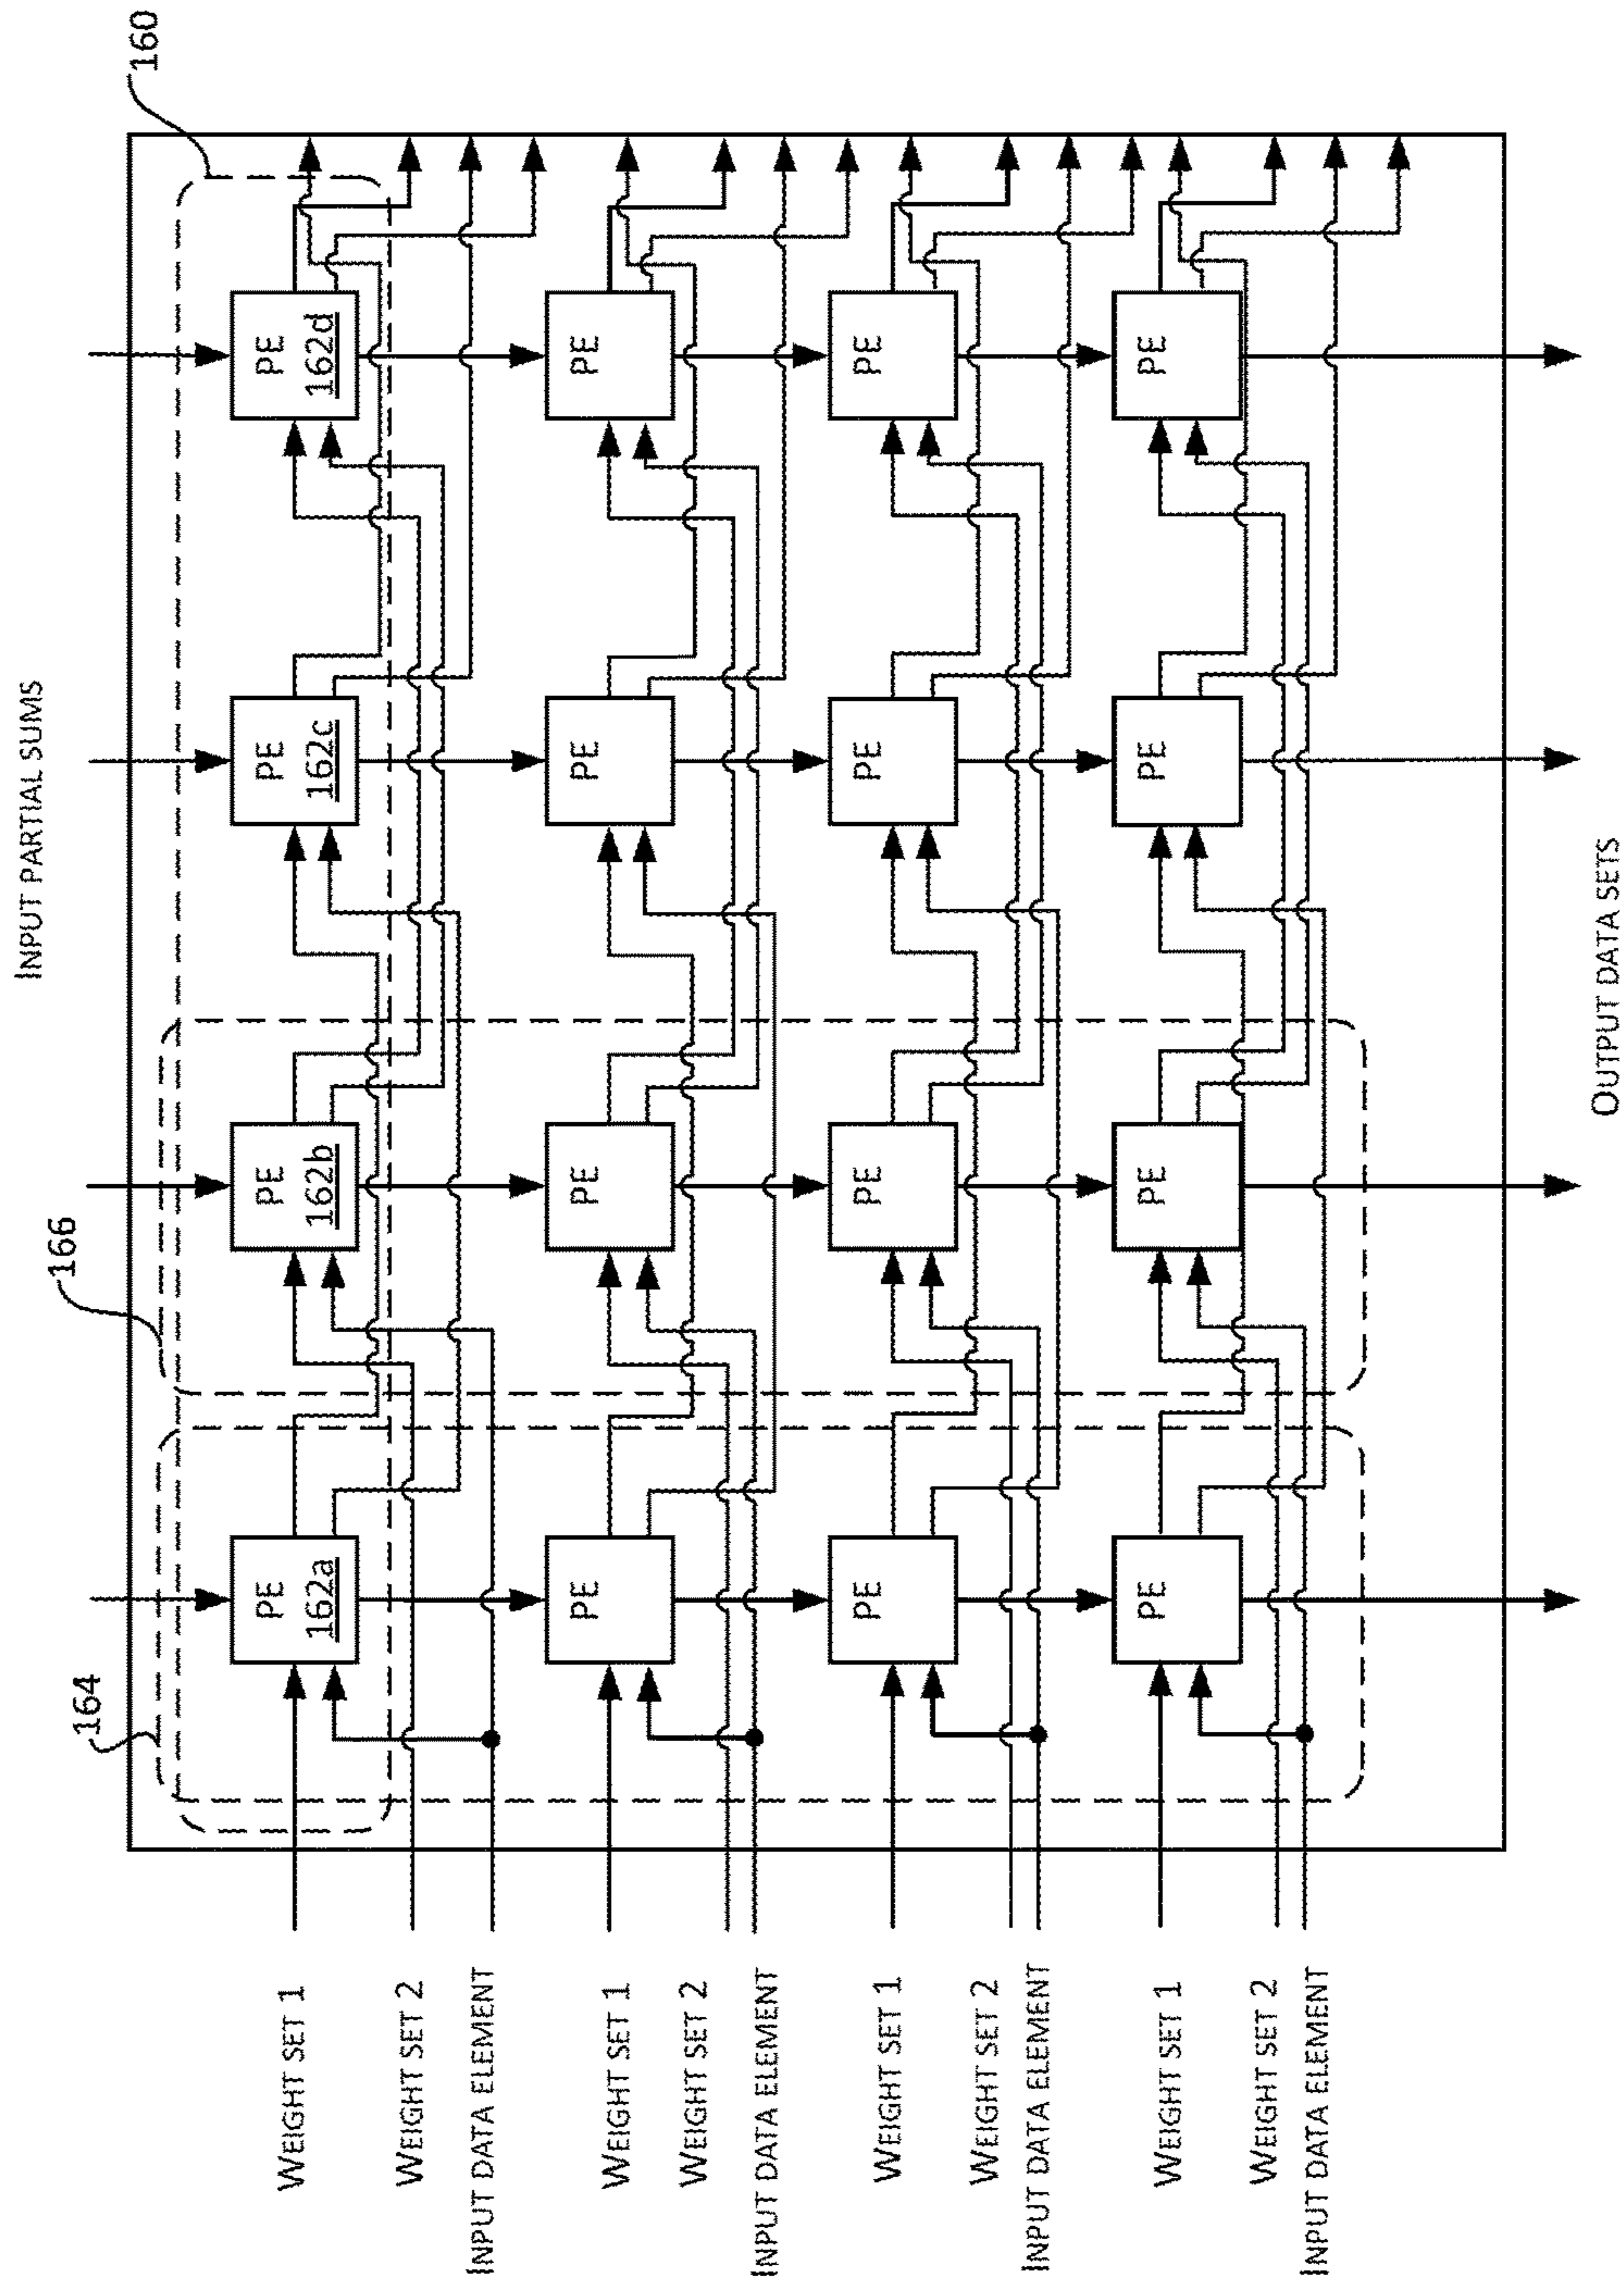 INPUT PARTIAL SUMS
164
166
160
WEIGHT SET 1
WEIGHT SET 2
INPUT DATA ELEMENT
PE
162a
PE
162b
PE
162c
PE
162d
WEIGHT SET 1
WEIGHT SET 2
INPUT DATA ELEMENT
PE
PE
PE
PE
WEIGHT SET 1
WEIGHT SET 2
INPUT DATA ELEMENT
PE
PE
PE
PE
WEIGHT SET 1
WEIGHT SET 2
INPUT DATA ELEMENT
PE
PE
PE
PE
OUTPUT DATA SETS